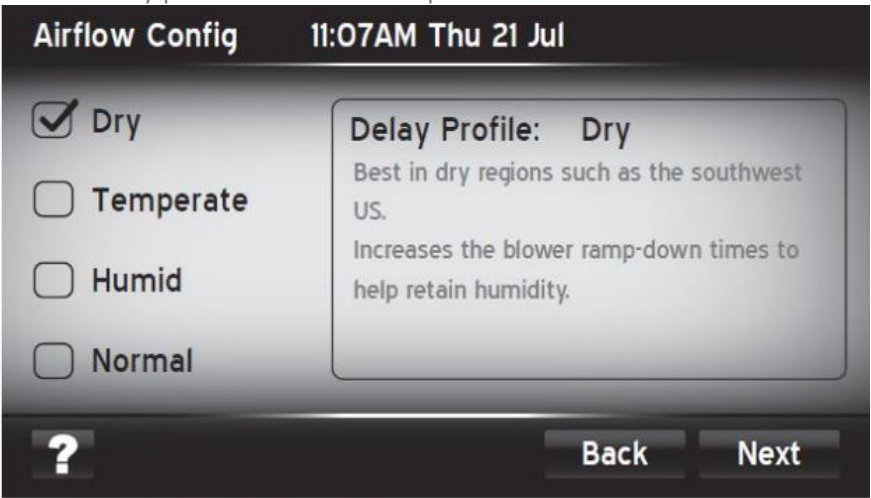 Airflow Config 11:07AM Thu 21 Jul
Dry
Temperate
Humid
Normal
Delay Profile: Dry
Best in dry regions such as the southwest
US.
Increases the blower ramp-down times to
help retain humidity.
?
Back Next